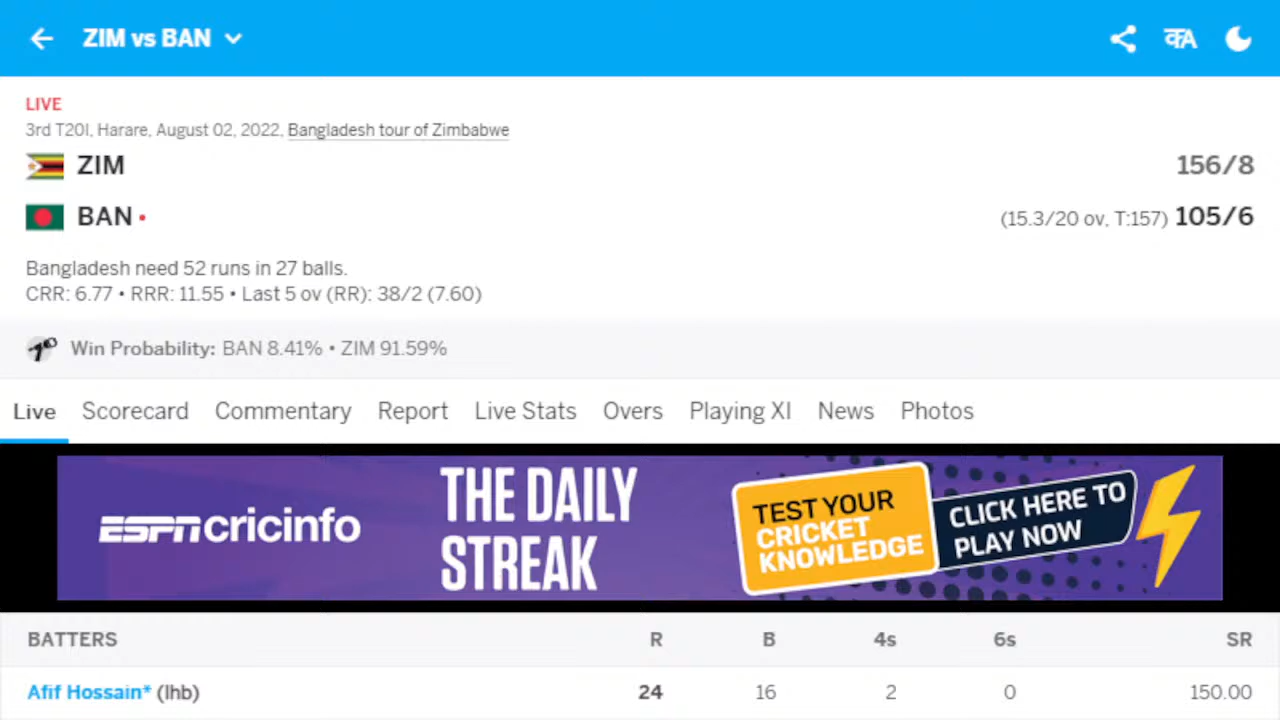 ZIM vs BAN
कA
LIVE
3rd T20I, Harare, August 02, 2022, Bangladesh tour of Zimbabwe
ZIM 156/8
BAN • (15.3/20 ov, T:157) 105/6
Bangladesh need 52 runs in 27 balls.
CRR: 6.77 • RRR: 11.55 • Last 5 ov (RR): 38/2 (7.60)
Win Probability: BAN 8.41% • ZIM 91.59%
Live Scorecard Commentary Report Live Stats Overs Playing XI News Photos
ESPN cricinfo
THE DAILY
STREAK
TEST YOUR
CRICKET
KNOWLEDGE
CLICK HERE TO
PLAY NOW
BATTERS R B 4s 6s SR
Afif Hossain* (lhb) 24 16 2 0 150.00